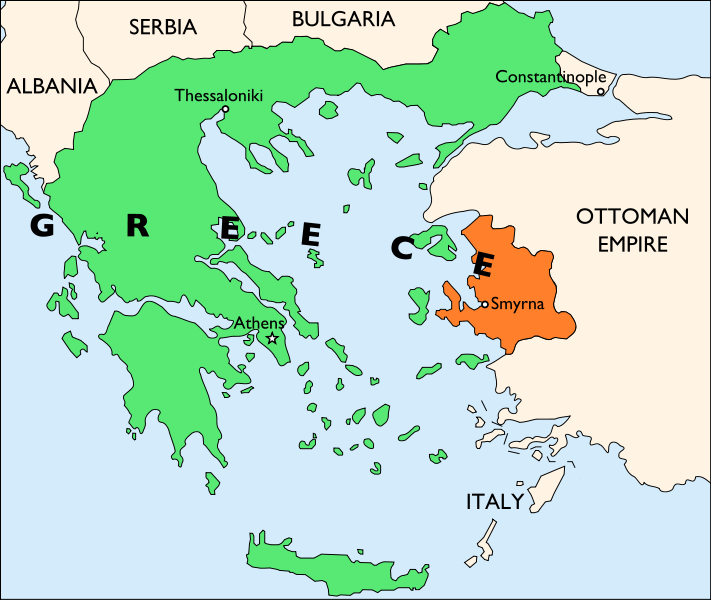 BULGARIA
SERBIA
ALBANIA
Constantinople
Thessaloniki
OTTOMAN
EMPIRE
G R E E C E
Smyrna
Athens
ITALY